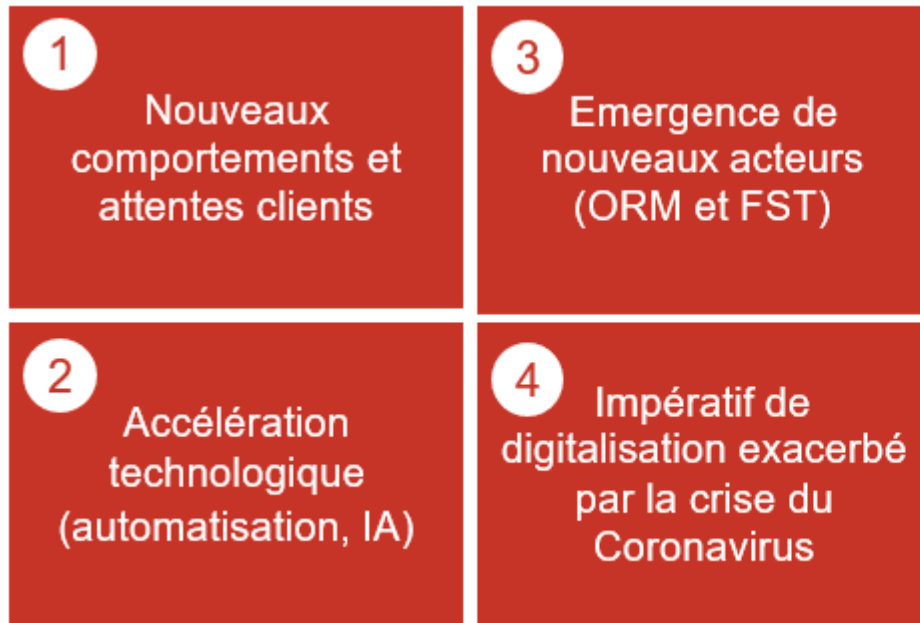 1
Nouveaux
comportements et
attentes clients
2
Accélération
technologique
(automatisation, IA)
3
Emergence de
nouveaux acteurs
(ORM et FST)
4
Impératif de
digitalisation exacerbé
par la crise du
Coronavirus